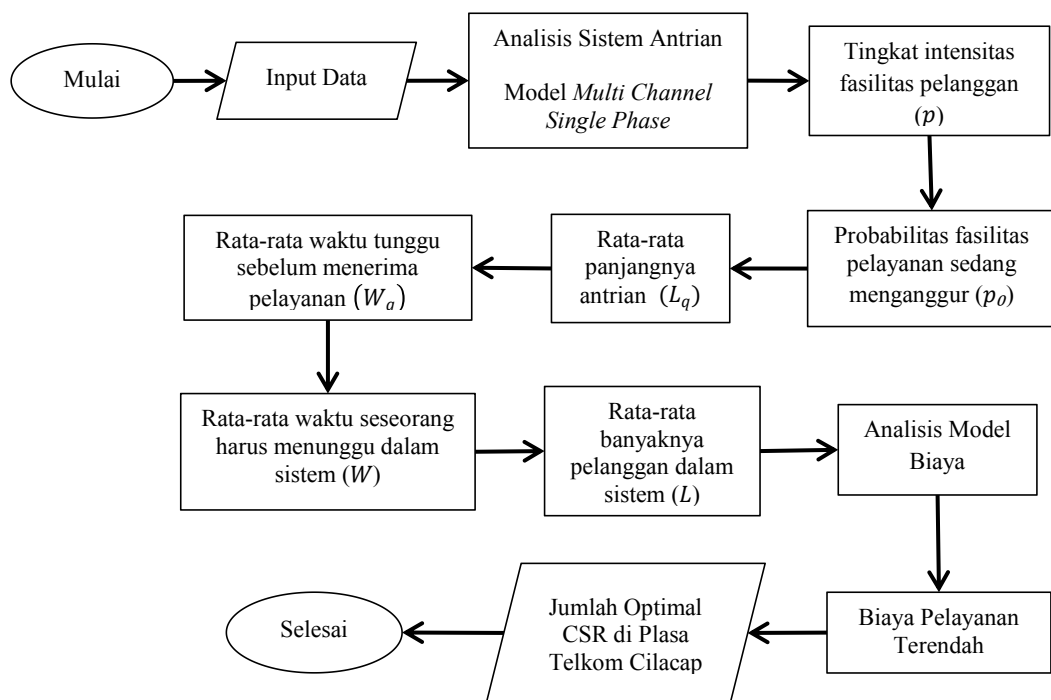 Mulai
Input Data
Analisis Sistem Antrian
Model Multi Channel
Single Phase
Tingkat intensitas
fasilitas pelanggan
(p)
Probabilitas fasilitas
pelayanan sedang
menganggur (p₀)
Rata-rata
panjangnya
antrian (L_q)
Rata-rata waktu tunggu
sebelum menerima
pelayanan (W_a)
Rata-rata waktu seseorang
harus menunggu dalam
sistem (W)
Rata-rata
banyaknya
pelanggan dalam
sistem (L)
Analisis Model
Biaya
Biaya Pelayanan
Terendah
Jumlah Optimal
CSR di Plasa
Telkom Cilacap
Selesai